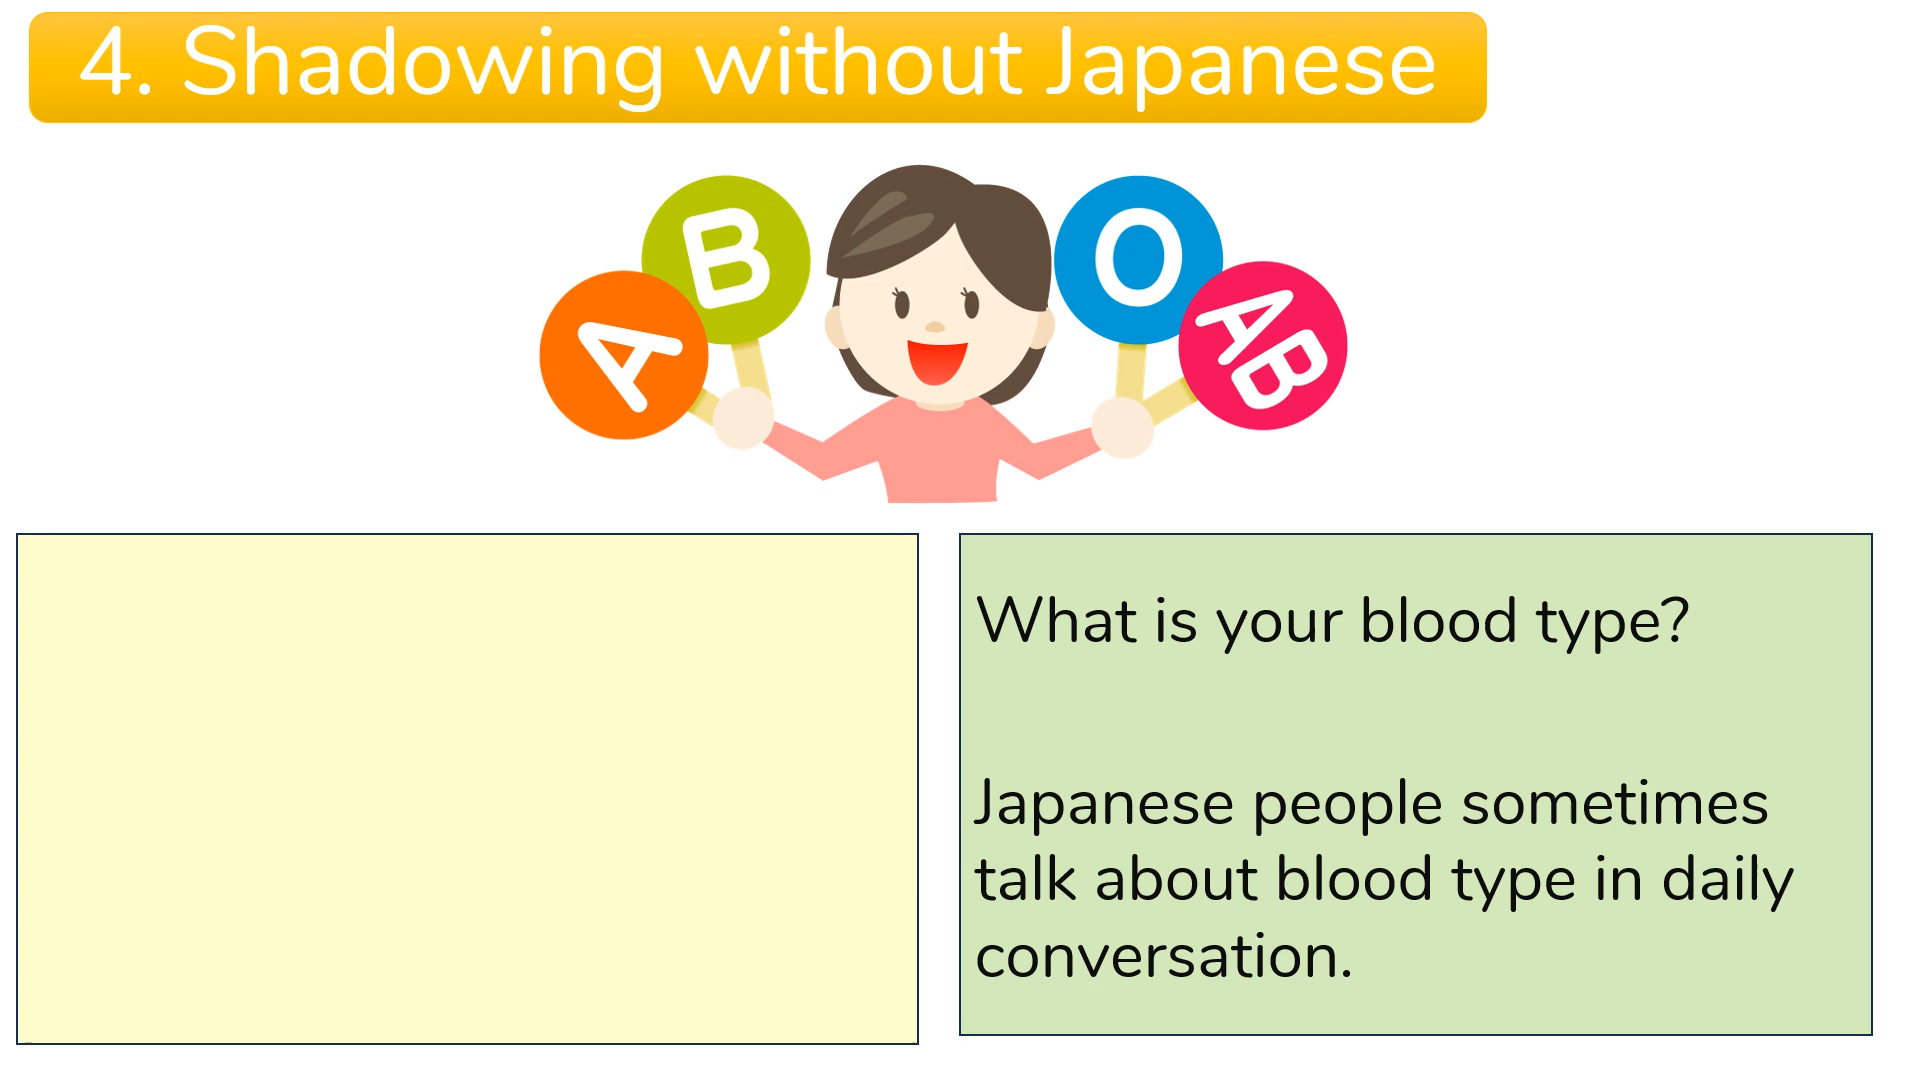 4. Shadowing without Japanese
A
B
O
AB
What is your blood type?
Japanese people sometimes
talk about blood type in daily
conversation.